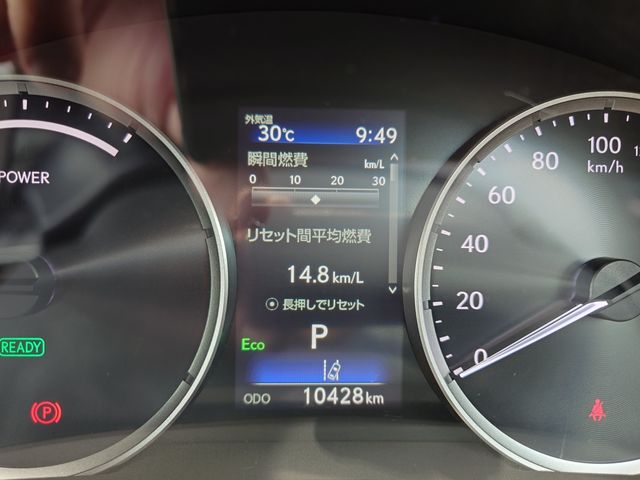 外気温
30℃ 9:49
瞬間燃費 km/L
0 10 20 30
リセット間平均燃費
14.8 km/L
長押しでリセット
Eco P
ODO 10428 km
POWER
READY
P
100
km/h
80
60
40
20
0